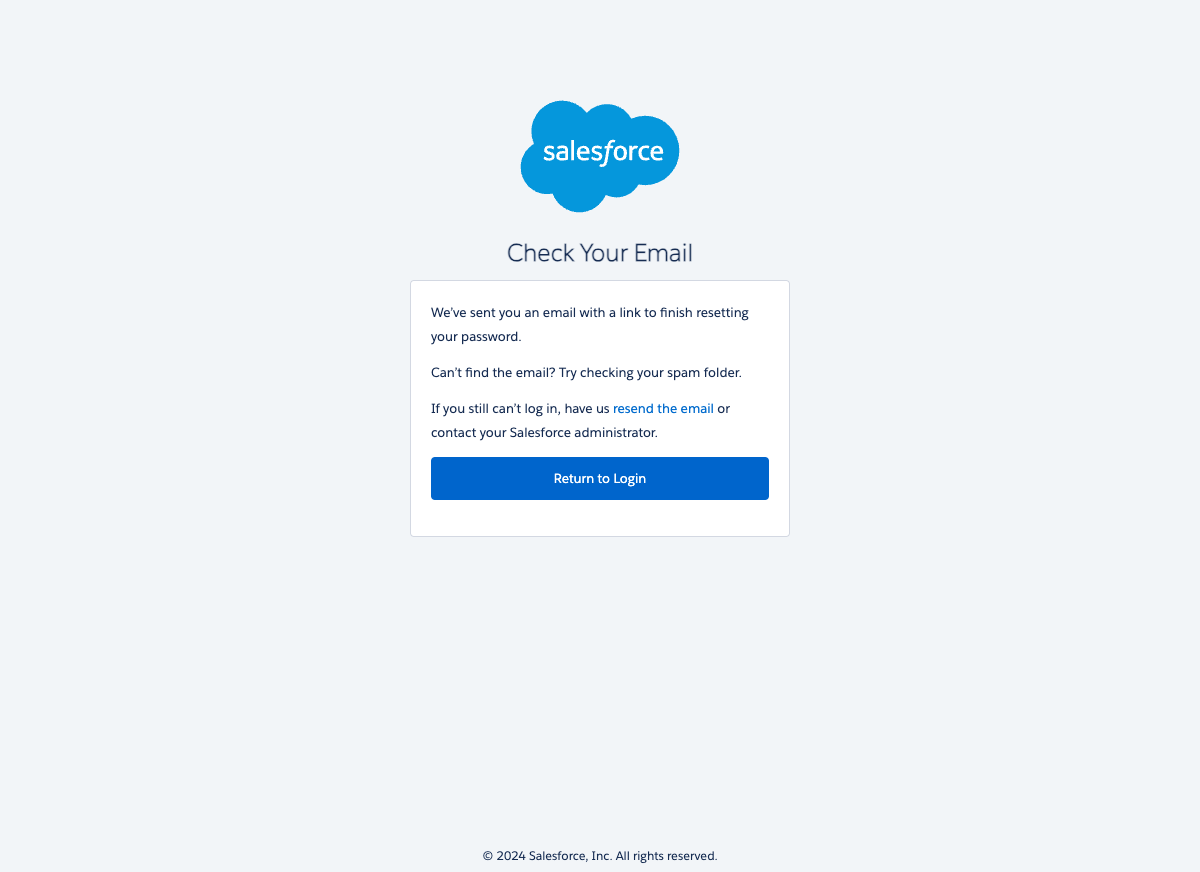 salesforce
Check Your Email
We've sent you an email with a link to finish resetting
your password.
Can't find the email? Try checking your spam folder.
If you still can't log in, have us resend the email or
contact your Salesforce administrator.
Return to Login
© 2024 Salesforce, Inc. All rights reserved.